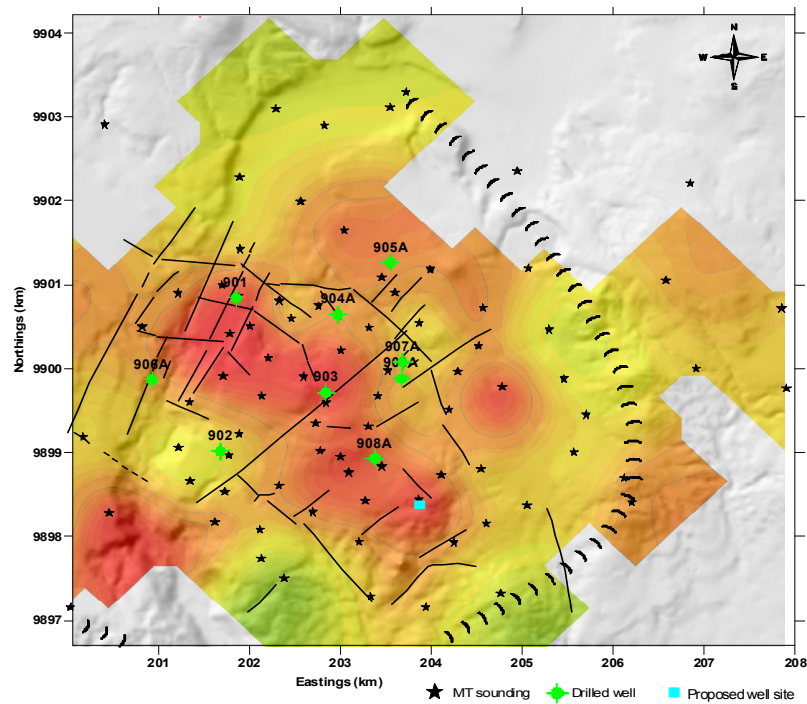 9904
N
W E
S
9903
9902
905A
9901
901
904A
907A
9900
906A
903
902
9899
908A
9898
9897
201 202 203 204 205 206 207 208
Northings (km)
Eastings (km)
MT sounding Drilled well Proposed well site